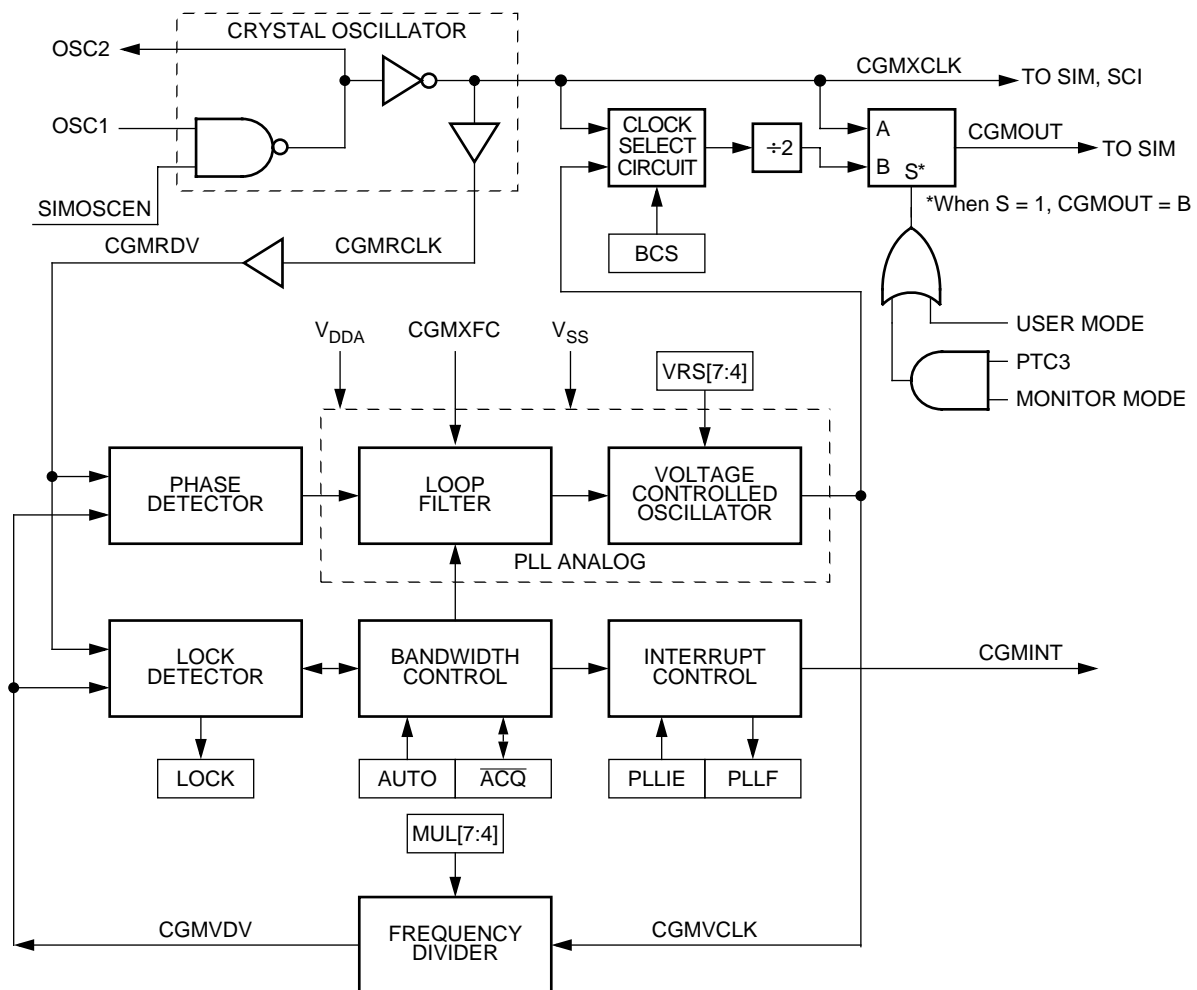 CRYSTAL OSCILLATOR
OSC2
CGMXCLK
TO SIM, SCI
OSC1
CLOCK
SELECT
CIRCUIT
÷2
A
B
S*
CGMOUT
TO SIM
SIMOSCEN
*When S = 1, CGMOUT = B
CGMRDV
CGMRCLK
BCS
USER MODE
PTC3
MONITOR MODE
VDDA
CGMXFC
VSS
VRS[7:4]
PHASE
DETECTOR
LOOP
FILTER
VOLTAGE
CONTROLLED
OSCILLATOR
PLL ANALOG
LOCK
DETECTOR
BANDWIDTH
CONTROL
INTERRUPT
CONTROL
CGMINT
LOCK
AUTO
A̅C̅Q̅
PLLIE
PLLF
MUL[7:4]
CGMVDV
FREQUENCY
DIVIDER
CGMVCLK